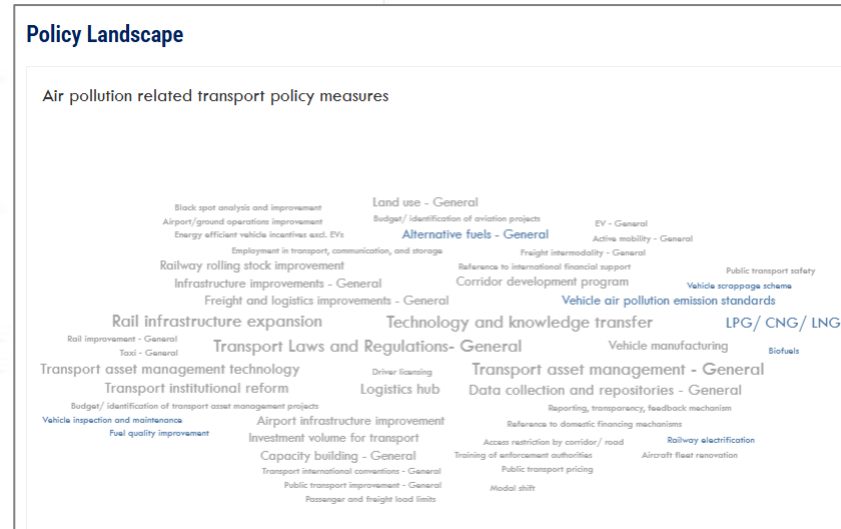 Policy Landscape
Air pollution related transport policy measures
Land use - General
Black spot analysis and improvement
Budget/ identification of aviation projects
Airport/ground operations improvement
EV - General
Energy efficient vehicle incentives excl. EVs
Alternative fuels - General
Active mobility - General
Employment in transport, communication, and storage
Freight intermodality - General
Railway rolling stock improvement
Reference to international financial support
Public transport safety
Infrastructure improvements - General
Corridor development program
Vehicle scrappage scheme
Freight and logistics improvements - General
Vehicle air pollution emission standards
Rail infrastructure expansion
Technology and knowledge transfer
LPG/ CNG/ LNG
Rail improvement - General
Transport Laws and Regulations- General
Vehicle manufacturing
Taxi - General
Biofuels
Transport asset management technology
Driver licensing
Transport asset management - General
Transport institutional reform
Logistics hub
Data collection and repositories - General
Budget/ identification of transport asset management projects
Reporting, transparency, feedback mechanism
Vehicle inspection and maintenance
Airport infrastructure improvement
Reference to domestic financing mechanisms
Fuel quality improvement
Investment volume for transport
Access restriction by corridor/ road
Railway electrification
Capacity building - General
Training of enforcement authorities
Aircraft fleet renovation
Transport international conventions - General
Public transport pricing
Public transport improvement - General
Modal shift
Passenger and freight load limits